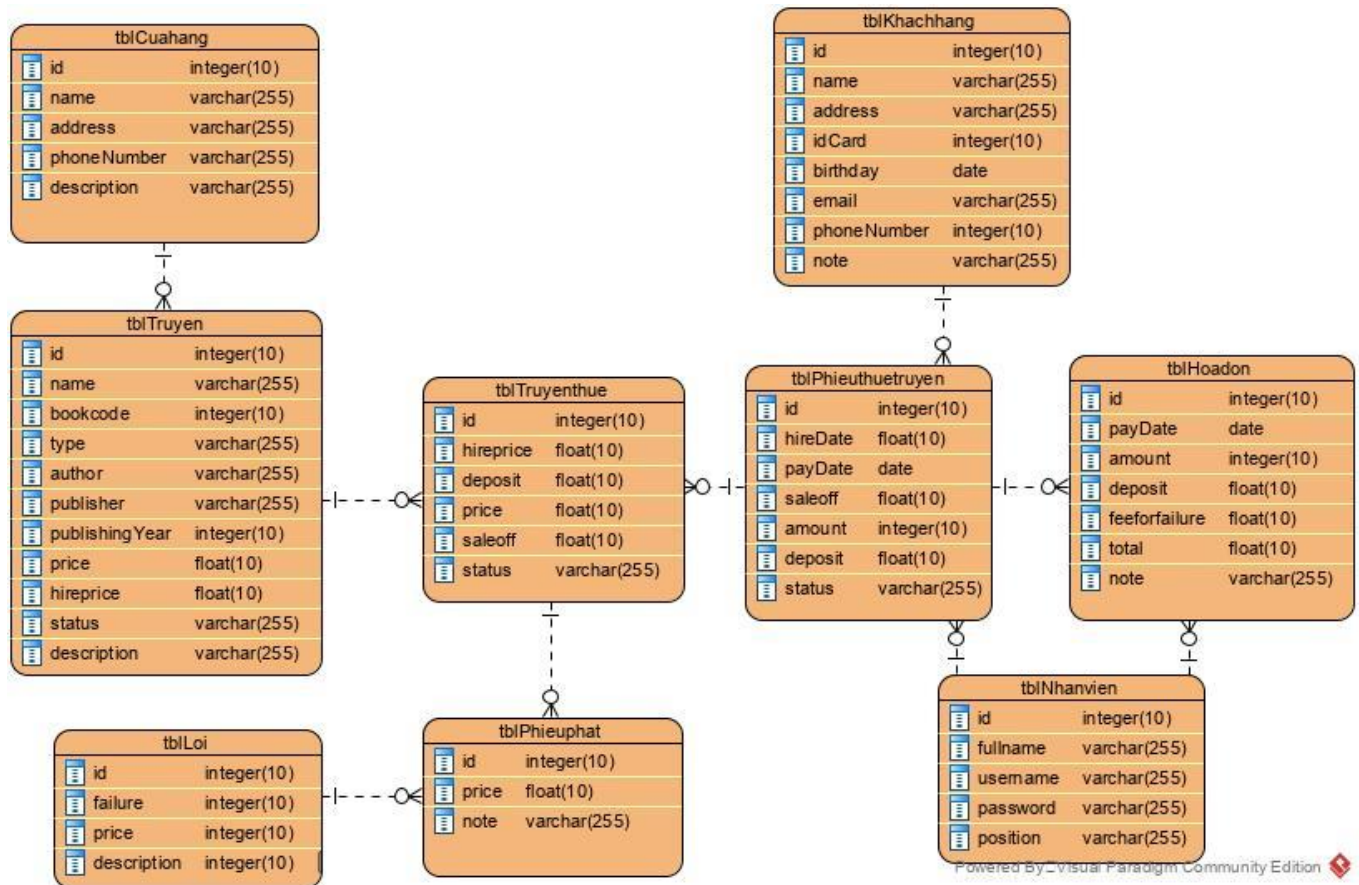 tblCuahang
id integer(10)
name varchar(255)
address varchar(255)
phoneNumber varchar(255)
description varchar(255)
tblKhachhang
id integer(10)
name varchar(255)
address varchar(255)
idCard integer(10)
birthday date
email varchar(255)
phoneNumber integer(10)
note varchar(255)
tblTruyen
id integer(10)
name varchar(255)
bookcode integer(10)
type varchar(255)
author varchar(255)
publisher varchar(255)
publishingYear integer(10)
price float(10)
hireprice float(10)
status varchar(255)
description varchar(255)
tblTruyenthue
id integer(10)
hireprice float(10)
deposit float(10)
price float(10)
saleoff float(10)
status varchar(255)
tblPhieuthuetruyen
id integer(10)
hireDate float(10)
payDate date
saleoff float(10)
amount integer(10)
deposit float(10)
status varchar(255)
tblHoadon
id integer(10)
payDate date
amount integer(10)
deposit float(10)
feeforfailure float(10)
total float(10)
note varchar(255)
tblLoi
id integer(10)
failure integer(10)
price integer(10)
description integer(10)
tblPhieuphat
id integer(10)
price float(10)
note varchar(255)
tblNhanvien
id integer(10)
fullname varchar(255)
username varchar(255)
password varchar(255)
position varchar(255)
Powered By Visual Paradigm Community Edition